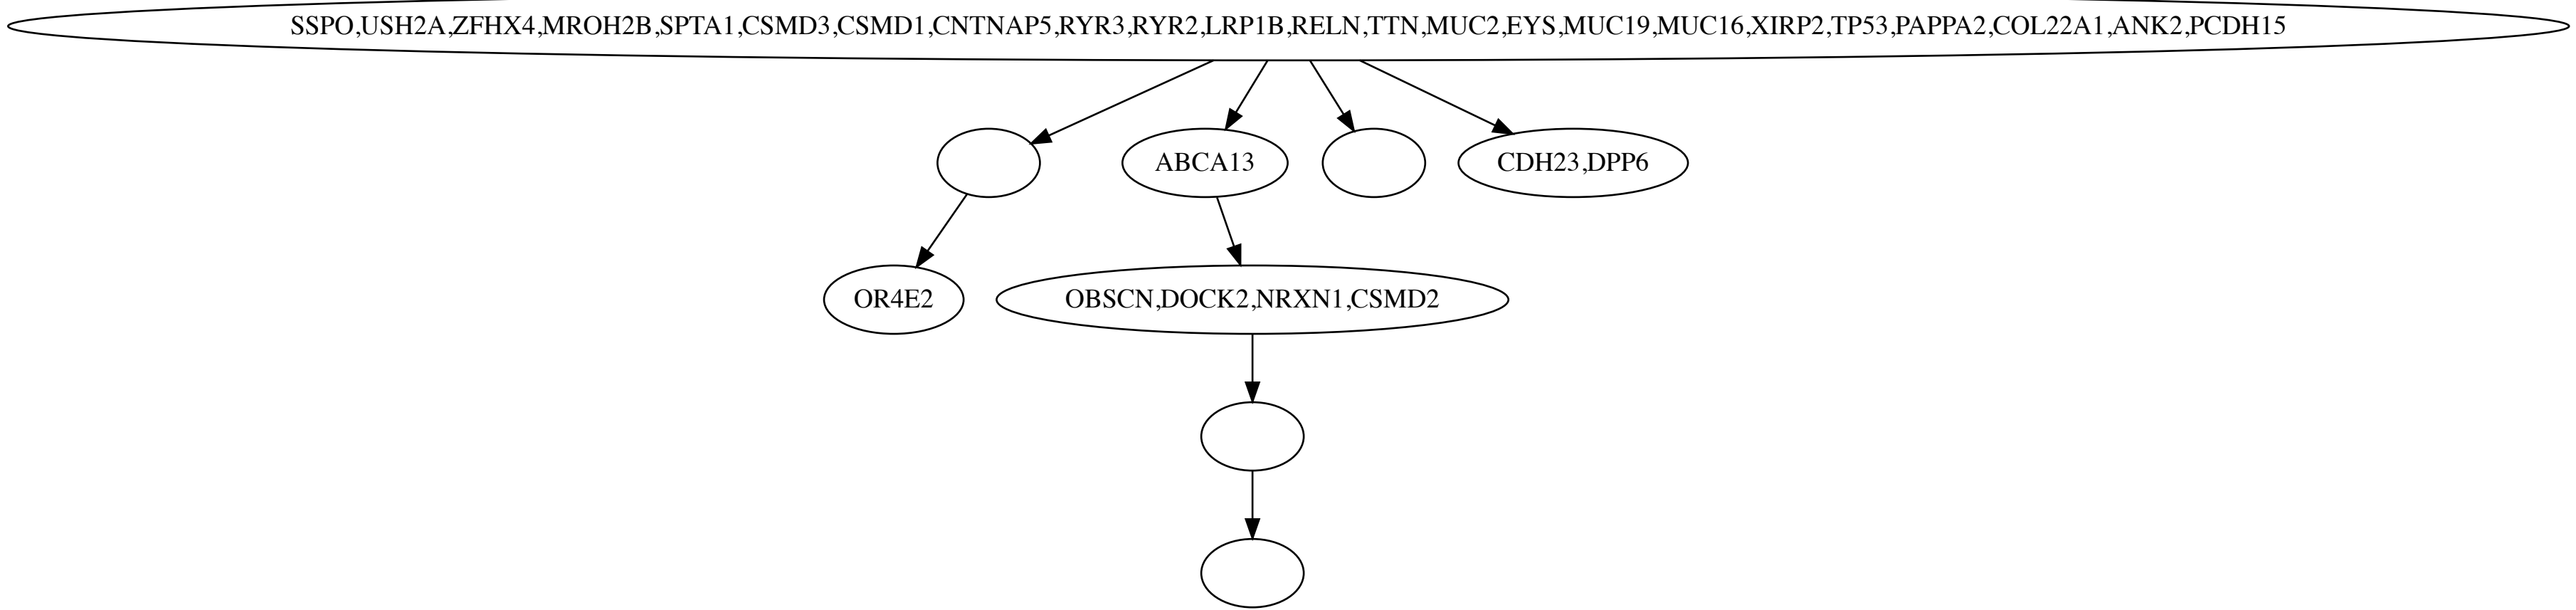 SSPO,USH2A,ZFHX4,MROH2B,SPTA1,CSMD3,CSMD1,CNTNAP5,RYR3,RYR2,LRP1B,RELN,TTN,MUC2,EYS,MUC19,MUC16,XIRP2,TP53,PAPPA2,COL22A1,ANK2,PCDH15
ABCA13
CDH23,DPP6
OR4E2
OBSCN,DOCK2,NRXN1,CSMD2